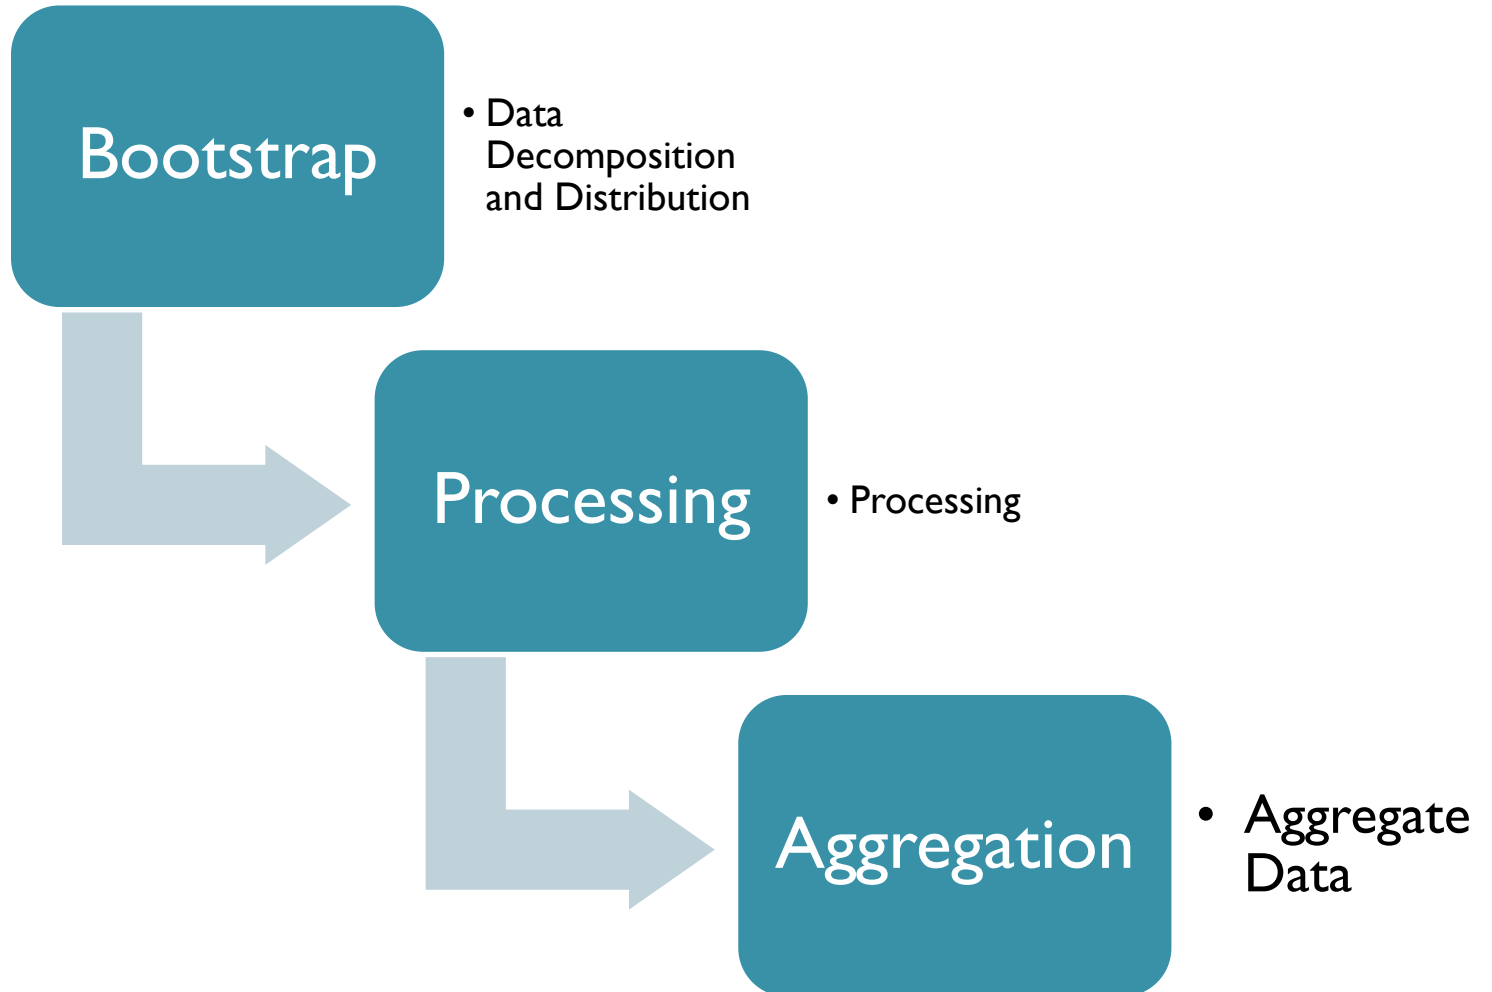 Bootstrap
• Data
Decomposition
and Distribution
Processing
• Processing
Aggregation
• Aggregate
Data